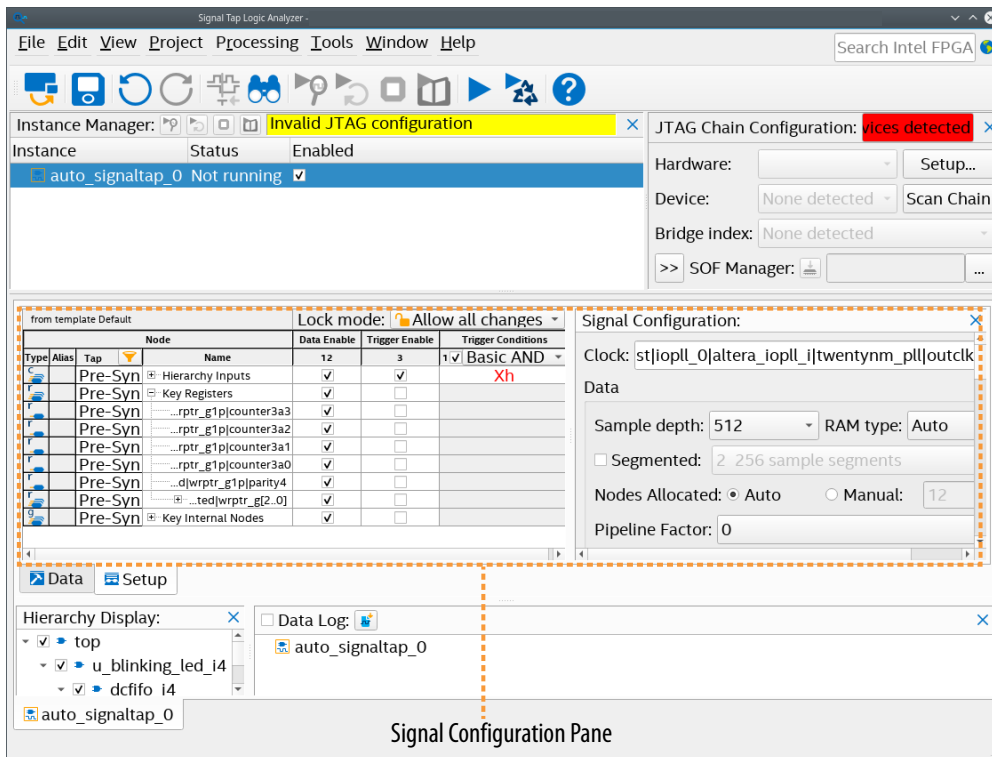 Signal Tap Logic Analyzer -
File Edit View Project Processing Tools Window Help
Search Intel FPGA
Instance Manager: Invalid JTAG configuration
Instance Status Enabled
auto_signaltap_0 Not running
JTAG Chain Configuration: vices detected
Hardware: Setup...
Device: None detected Scan Chain
Bridge index: None detected
>> SOF Manager: ...
from template Default Lock mode: Allow all changes
Node Data Enable Trigger Enable Trigger Conditions
Type Alias Tap Name 12 3 1 Basic AND
C Pre-Syn Hierarchy Inputs Xh
r Pre-Syn Key Registers
r Pre-Syn ...rptr_g1p|counter3a3
r Pre-Syn ...rptr_g1p|counter3a2
r Pre-Syn ...rptr_g1p|counter3a1
r Pre-Syn ...rptr_g1p|counter3a0
r Pre-Syn ...d|wrptr_g1p|parity4
r Pre-Syn ...ted|wrptr_g[2..0]
g Pre-Syn Key Internal Nodes
Signal Configuration:
Clock: st|iopll_0|altera_iopll_i|twentynm_pll|outclk
Data
Sample depth: 512 RAM type: Auto
Segmented: 2 256 sample segments
Nodes Allocated: Auto Manual: 12
Pipeline Factor: 0
Data Setup
Hierarchy Display:
top
u_blinking_led_i4
dcfifo_i4
Data Log:
auto_signaltap_0
auto_signaltap_0
Signal Configuration Pane